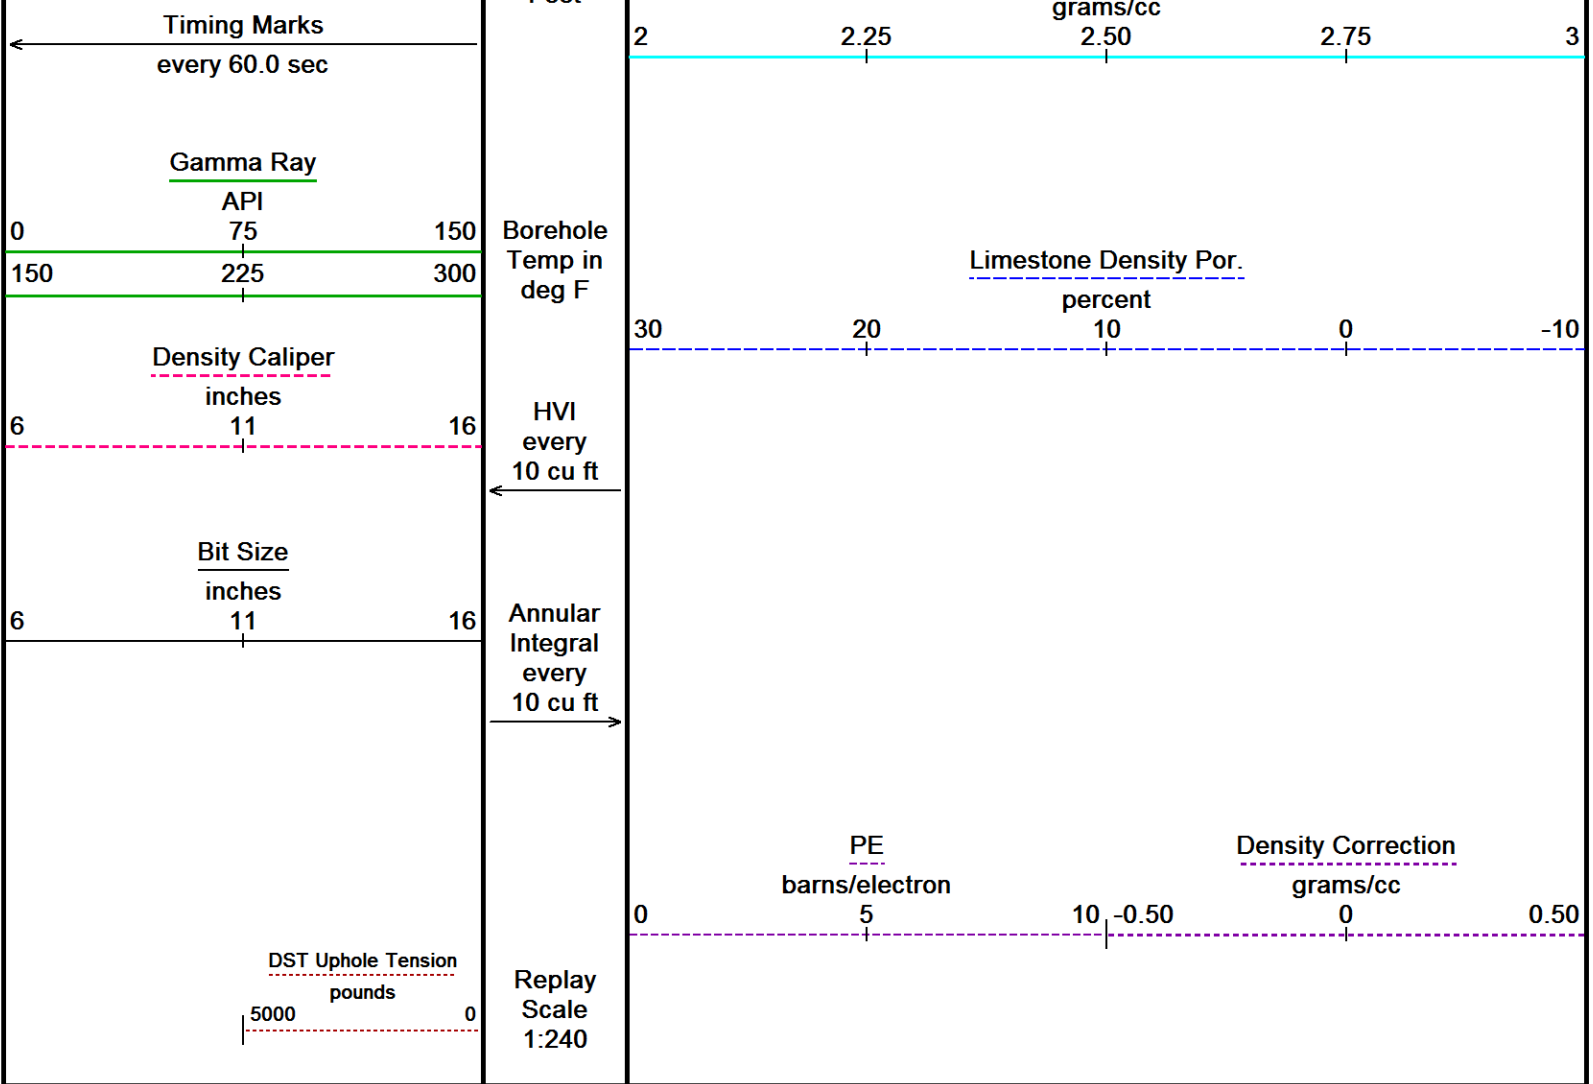 Timing Marks
every 60.0 sec
Gamma Ray
API
0 75 150
150 225 300
Density Caliper
inches
6 11 16
Bit Size
inches
6 11 16
DST Uphole Tension
pounds
5000 0
Borehole
Temp in
deg F
HVI
every
10 cu ft
Annular
Integral
every
10 cu ft
Replay
Scale
1:240
grams/cc
2 2.25 2.50 2.75 3
Limestone Density Por.
percent
30 20 10 0 -10
PE
barns/electron
0 5 10
Density Correction
grams/cc
-0.50 0 0.50